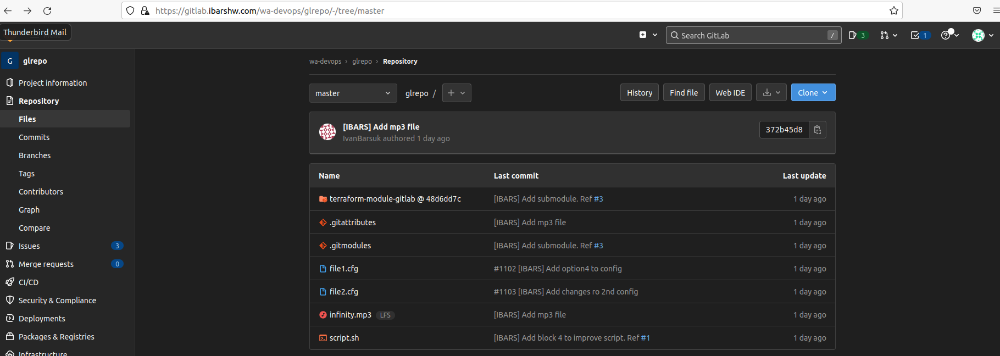 https://gitlab.ibarshw.com/wa-devops/glrepo/-/tree/master
Thunderbird Mail
Search GitLab
/
3
1
G glrepo
Project information
Repository
Files
Commits
Branches
Tags
Contributors
Graph
Compare
Issues 3
Merge requests 0
CI/CD
Security & Compliance
Deployments
Packages & Registries
Infrastructure
wa-devops › glrepo › Repository
master glrepo / +
History Find file Web IDE Clone
[IBARS] Add mp3 file
IvanBarsuk authored 1 day ago
372b45d8
Name Last commit Last update
terraform-module-gitlab @ 48d6dd7c [IBARS] Add submodule. Ref #3 1 day ago
.gitattributes [IBARS] Add mp3 file 1 day ago
.gitmodules [IBARS] Add submodule. Ref #3 1 day ago
file1.cfg #1102 [IBARS] Add option4 to config 1 day ago
file2.cfg #1103 [IBARS] Add changes ro 2nd config 1 day ago
infinity.mp3 LFS [IBARS] Add mp3 file 1 day ago
script.sh [IBARS] Add block 4 to improve script. Ref #1 1 day ago